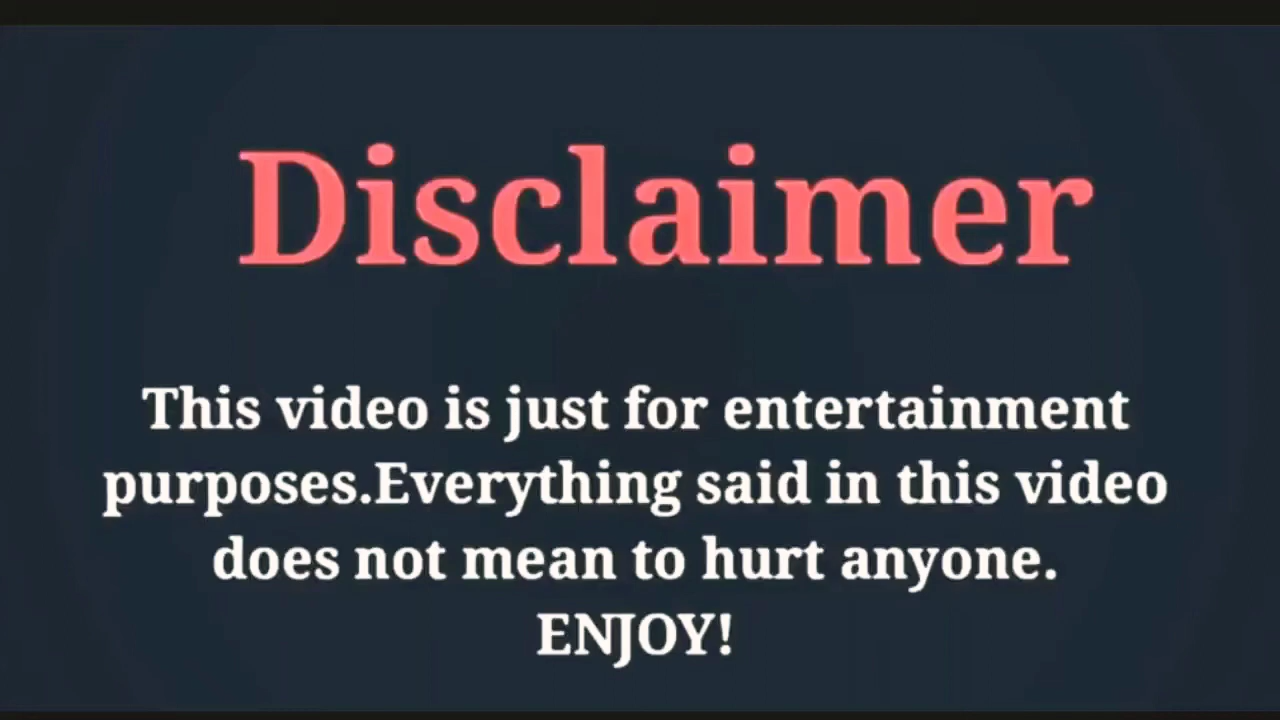 Disclaimer
This video is just for entertainment
purposes.Everything said in this video
does not mean to hurt anyone.
ENJOY!